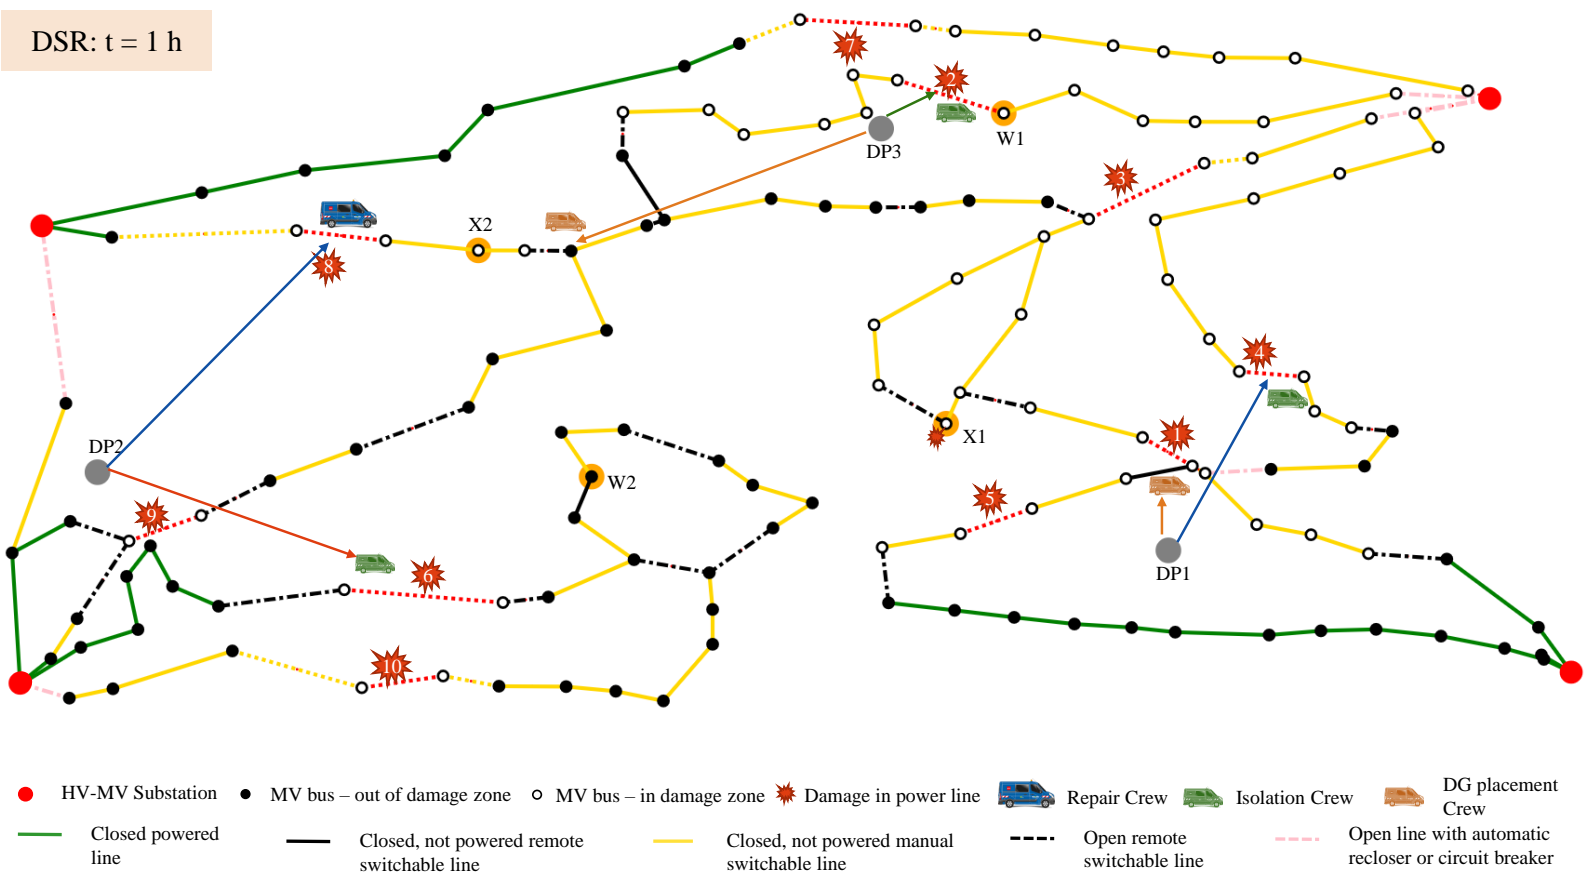 DSR: t = 1 h
7
2
DP3
W1
3
X2
8
4
DP2
X1
1
W2
5
9
6
DP1
10
HV-MV Substation
MV bus – out of damage zone
MV bus – in damage zone
Damage in power line
Repair Crew
Isolation Crew
DG placement
Crew
Closed powered
line
Closed, not powered remote
switchable line
Closed, not powered manual
switchable line
Open remote
switchable line
Open line with automatic
recloser or circuit breaker